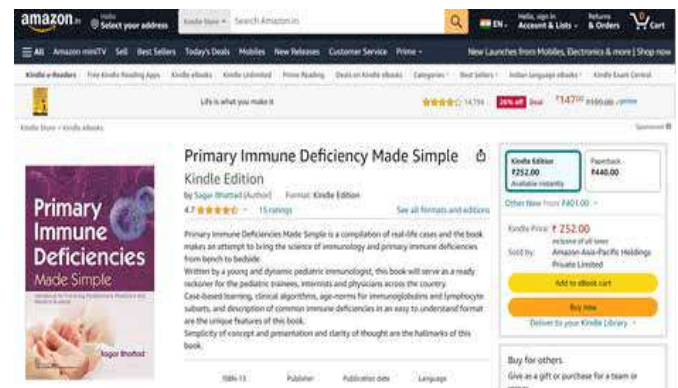 amazon.in
Hello
Select your address
Kindle Store
Search Amazon.in
EN
Hello, sign in
Account & Lists
Returns
& Orders
0
Cart
All
Amazon miniTV
Sell
Best Sellers
Today's Deals
Mobiles
New Releases
Customer Service
Prime
New Launches from Mobiles, Electronics & more | Shop now
Kindle e-Readers
Free Kindle Reading Apps
Kindle eBooks
Kindle Unlimited
Prime Reading
Deals on Kindle eBooks
Categories
Best Sellers
Indian language eBooks
Kindle Exam Central
Life is what you make it
14,794
26% off
Deal
₹147
prime
Kindle Store › Kindle eBooks
Sponsored
Primary
Immune
Deficiencies
Made Simple
Sagar Bhattad
Primary Immune Deficiency Made Simple
Kindle Edition
by Sagar Bhattad (Author) Format: Kindle Edition
4.7
15 ratings
See all formats and editions
Primary Immune Deficiencies Made Simple is a compilation of real-life cases and the book
makes an attempt to bring the science of immunology and primary immune deficiencies
from bench to bedside.
Written by a young and dynamic pediatric immunologist, this book will serve as a ready
reckoner for the pediatric trainees, internists and physicians across the country.
Case-based learning, clinical algorithms, age-norms for immunoglobulins and lymphocyte
subsets, and description of common immune deficiencies in an easy to understand format
are the unique features of this book.
Simplicity of concept and presentation and clarity of thought are the hallmarks of this
book.
ISBN-13
Publisher
Publication date
Language
Kindle Edition
₹252.00
Available instantly
Paperback
₹440.00
Other New from ₹401.00
Kindle Price: ₹ 252.00
inclusive of all taxes
Sold by: Amazon Asia-Pacific Holdings
Private Limited
Add to eBook cart
Buy now
Deliver to your Kindle Library
Buy for others
Give as a gift or purchase for a team or